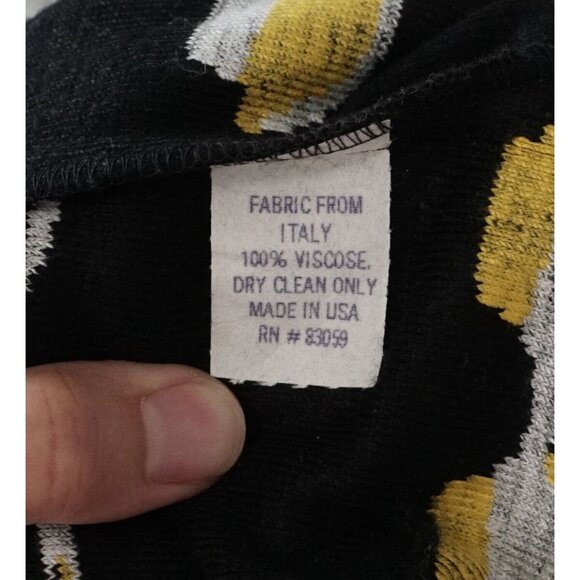 FABRIC FROM
ITALY
100% VISCOSE.
DRY CLEAN ONLY
MADE IN USA
RN # 83059